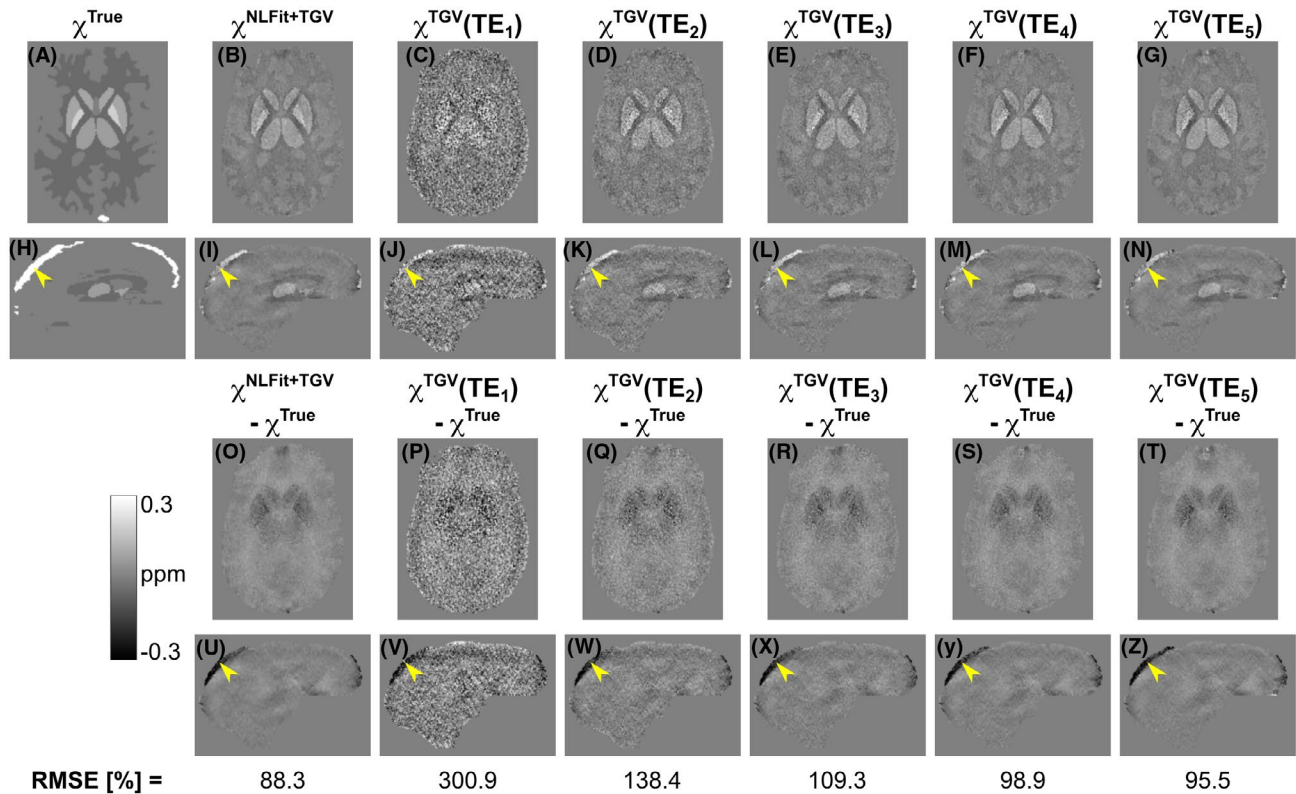 χ^True χ^NLFit+TGV χ^TGV(TE₁) χ^TGV(TE₂) χ^TGV(TE₃) χ^TGV(TE₄) χ^TGV(TE₅)
(A) (B) (C) (D) (E) (F) (G)
(H) (I) (J) (K) (L) (M) (N)
χ^NLFit+TGV χ^TGV(TE₁) χ^TGV(TE₂) χ^TGV(TE₃) χ^TGV(TE₄) χ^TGV(TE₅)
- χ^True - χ^True - χ^True - χ^True - χ^True - χ^True
(O) (P) (Q) (R) (S) (T)
0.3
ppm
-0.3
(U) (V) (W) (X) (y) (Z)
RMSE [%] = 88.3 300.9 138.4 109.3 98.9 95.5